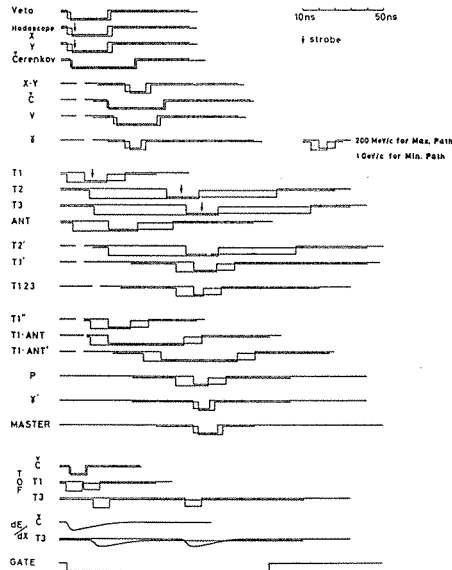 Veto
10ns 50ns
Hodoscope
X
Y
↓ strobe
Čerenkov
X-Y
Č
V
γ
200 MeV/c for Max. Path
1 GeV/c for Min. Path
T1
T2
T3
ANT
T2'
T1'
T123
T1"
T1·ANT
T1·ANT'
P
γ'
MASTER
TOF
Č
T1
T3
dE/dX
Č
T3
GATE